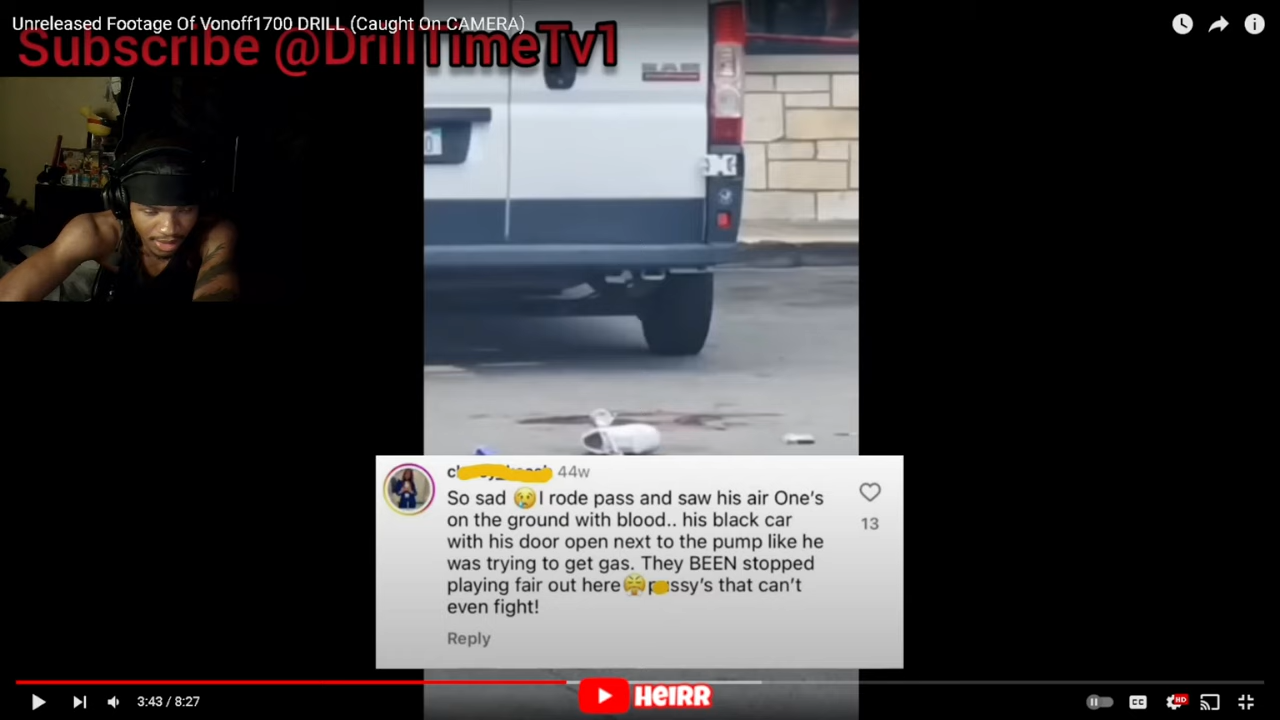 Unreleased Footage Of Vonoff1700 DRILL (Caught On CAMERA)
Subscribe @DrillTimeTv1
RAM
44w
So sad 😢I rode pass and saw his air One's
on the ground with blood.. his black car
with his door open next to the pump like he
was trying to get gas. They BEEN stopped
playing fair out here😤p ssy's that can't
even fight!
13
Reply
3:43 / 8:27
HEIRR
CC
HD